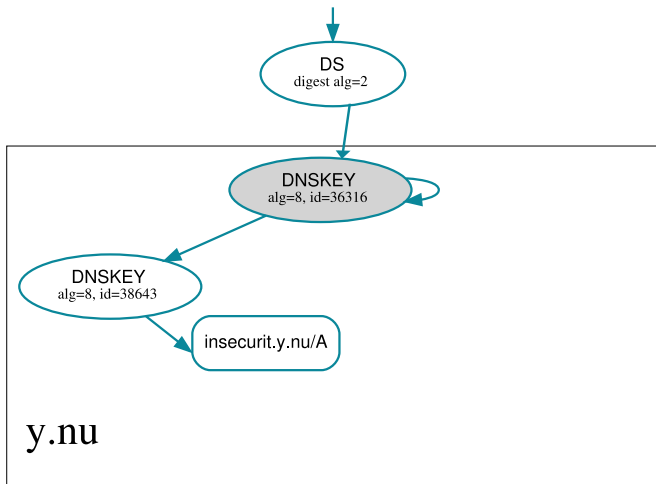 DS
digest alg=2
DNSKEY
alg=8, id=36316
DNSKEY
alg=8, id=38643
insecurit.y.nu/A
y.nu